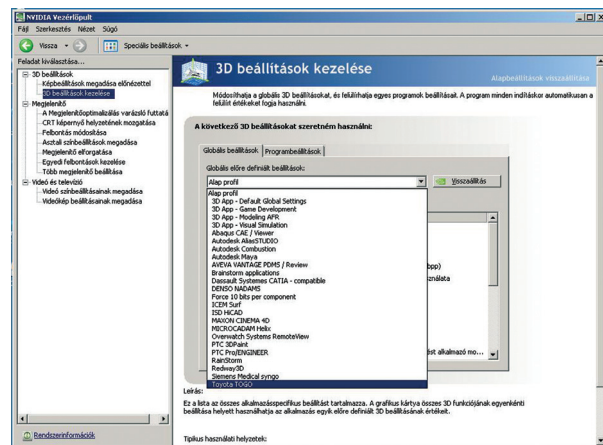 NVIDIA Vezérlőpult
Fájl Szerkesztés Nézet Súgó
Vissza
Speciális beállítások
Feladat kiválasztása...
3D beállítások
Képbeállítások megadása előnézettel
3D beállítások kezelése
Megjelenítő
A Megjelenítőoptimalizálás varázsló futtatá
CRT képernyő helyzetének mozgatása
Felbontás módosítása
Asztali színbeállítások megadása
Megjelenítő elforgatása
Egyedi felbontások kezelése
Több megjelenítő beállítása
Videó és televízió
Videó színbeállításainak megadása
Videókép beállításainak megadása
Rendszerinformációk
3D beállítások kezelése
Alapbeállítások visszaállítása
Módosíthatja a globális 3D beállításokat, és felülírhatja egyes programok beállításait. A program minden indításkor automatikusan a
felülírt értékeket fogja használni.
A következő 3D beállításokat szeretném használni:
Globális beállítások Programbeállítások
Globális előre definiált beállítások:
Alap profil
Visszaállítás
Alap profil
3D App - Default Global Settings
3D App - Game Development
3D App - Modeling AFR
3D App - Visual Simulation
Abaqus CAE / Viewer
Autodesk AliasSTUDIO
Autodesk Combustion
Autodesk Maya
AVEVA VANTAGE PDMS / Review
Brainstorm applications
Dassault Systemes CATIA - compatible
DENSO NADAMS
Force 10 bits per component
ICEM Surf
ISD HiCAD
MAXON CINEMA 4D
MICROCADAM Helix
Overwatch Systems RemoteView
PTC 3DPaint
PTC Pro/ENGINEER
RainStorm
Redway3D
Siemens Medical syngo
Toyota TOGO
bpp)
ználata
ést alkalmazó mo...
Leírás:
Ez a lista az összes alkalmazásspecifikus beállítást tartalmazza. A grafikus kártya összes 3D funkciójának egyenkénti
beállítása helyett használhatja az alkalmazás egyik előre definiált 3D beállításának értékeit.
Tipikus használati helyzetek: